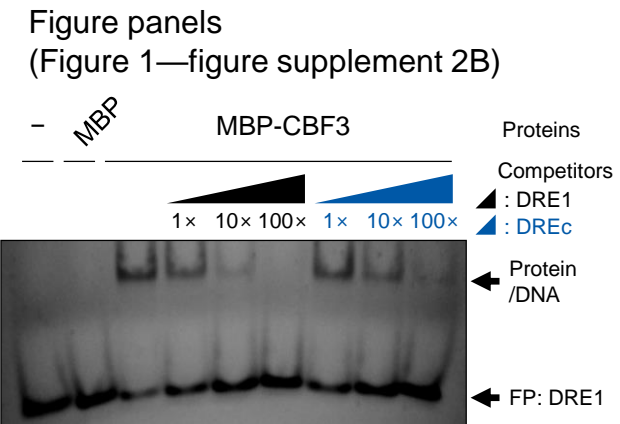 Figure panels
(Figure 1—figure supplement 2B)
– MBP MBP-CBF3 Proteins
Competitors
: DRE1
1× 10× 100× 1× 10× 100× : DREc
Protein
/DNA
FP: DRE1